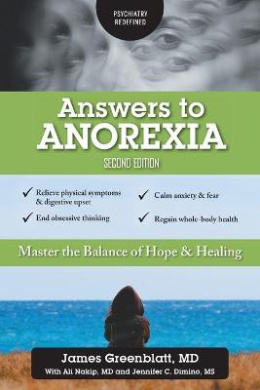 PSYCHIATRY
REDEFINED
Answers to
ANOREXIA
SECOND EDITION
✓ Relieve physical symptoms
& digestive upset
✓ Calm anxiety & fear
✓ End obsessive thinking
✓ Regain whole-body health
Master the Balance of Hope & Healing
James Greenblatt, MD
With Ali Nakip, MD and Jennifer C. Dimino, MS